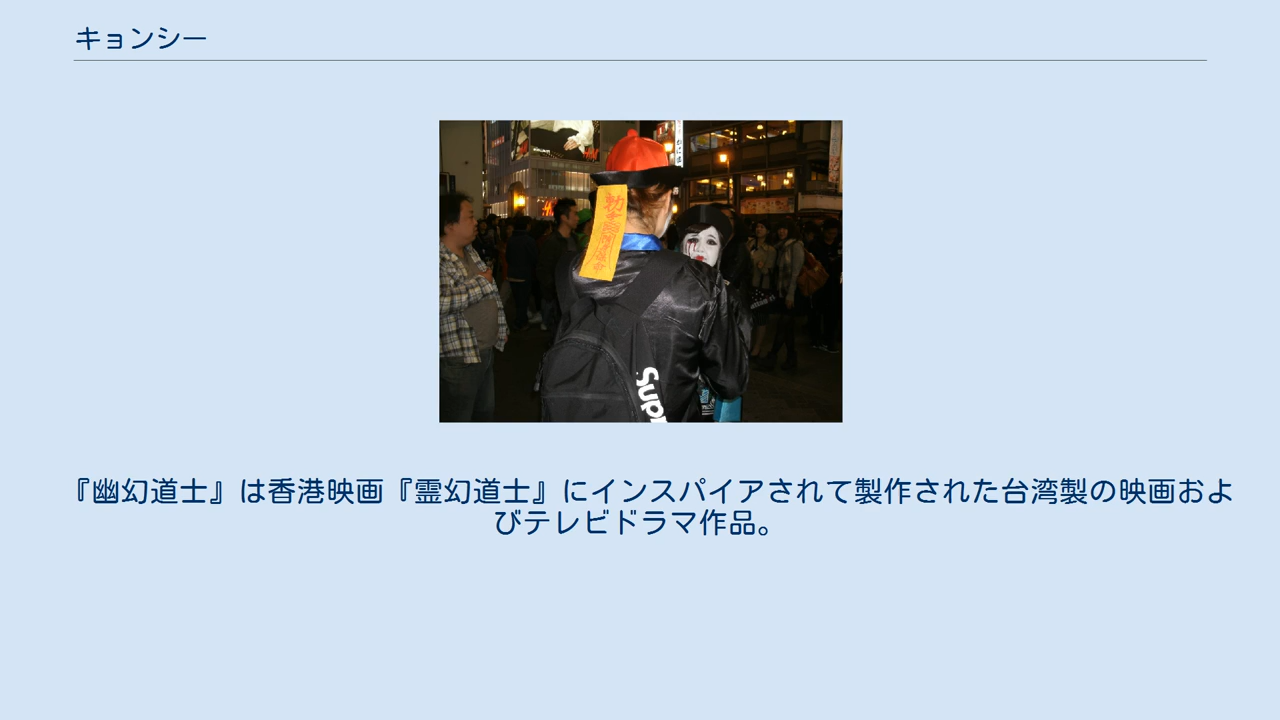 キョンシー
H&M
Supr
『幽幻道士』は香港映画『霊幻道士』にインスパイアされて製作された台湾製の映画およ
びテレビドラマ作品。